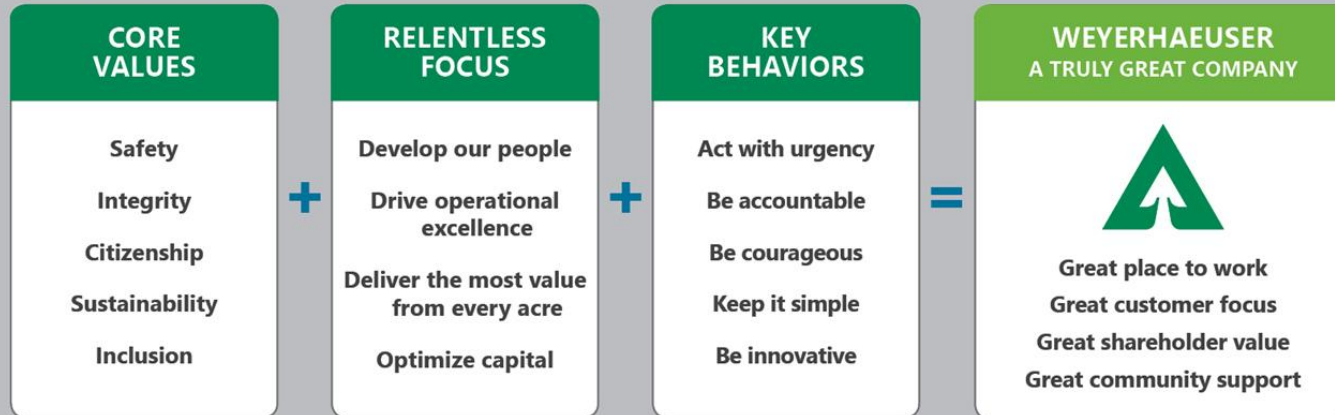 CORE
VALUES
Safety
Integrity
Citizenship
Sustainability
Inclusion
+
RELENTLESS
FOCUS
Develop our people
Drive operational
excellence
Deliver the most value
from every acre
Optimize capital
+
KEY
BEHAVIORS
Act with urgency
Be accountable
Be courageous
Keep it simple
Be innovative
=
WEYERHAEUSER
A TRULY GREAT COMPANY
Great place to work
Great customer focus
Great shareholder value
Great community support